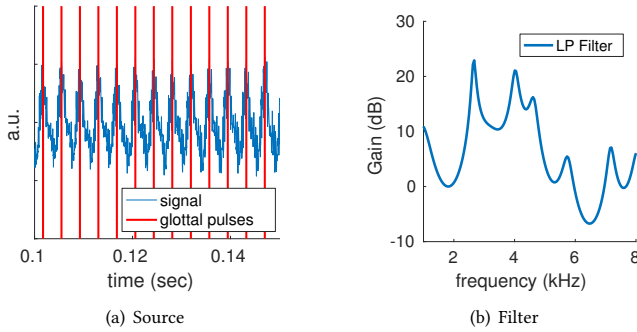 a.u.
signal
glottal pulses
0.1
0.12
0.14
time (sec)
(a) Source
LP Filter
Gain (dB)
30
20
10
0
-10
2
4
6
8
frequency (kHz)
(b) Filter